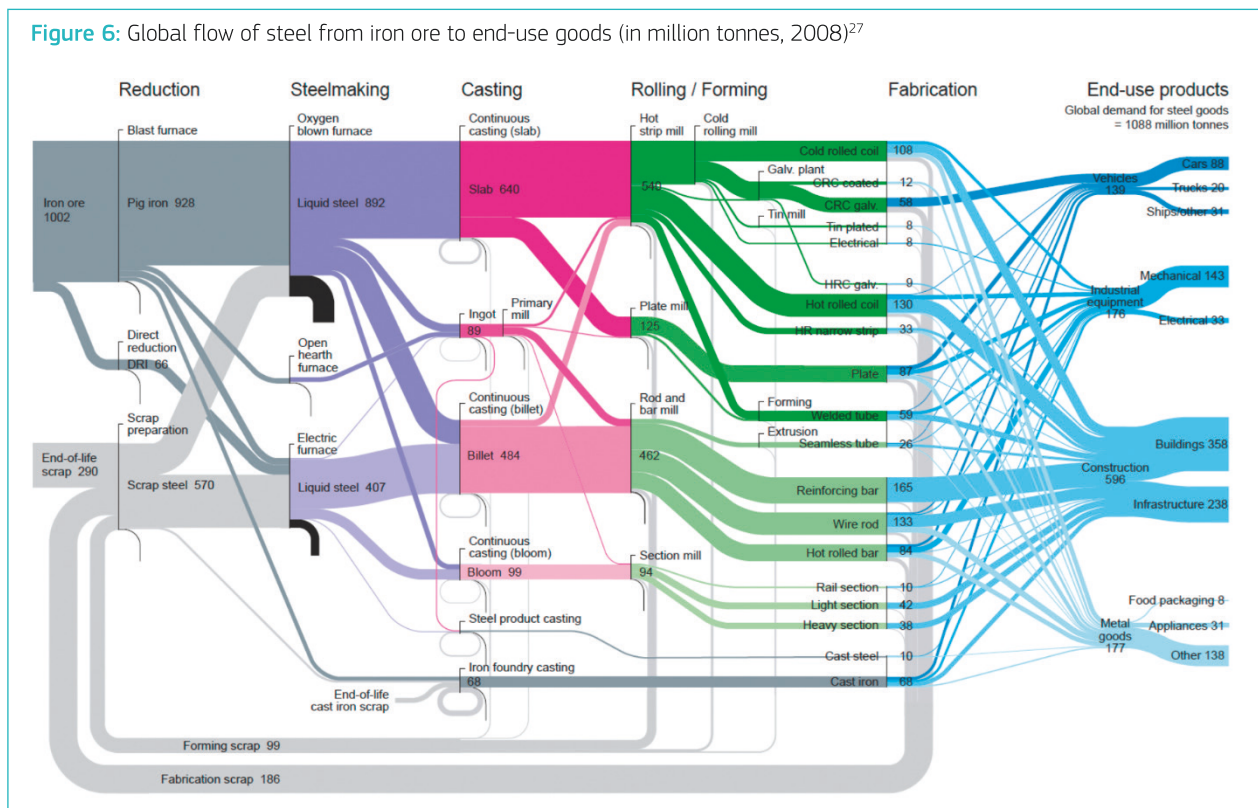 Figure 6: Global flow of steel from iron ore to end-use goods (in million tonnes, 2008)27
Reduction
Steelmaking
Casting
Rolling / Forming
Fabrication
End-use products
Global demand for steel goods
= 1088 million tonnes
Iron ore
1002
End-of-life
scrap 290
Blast furnace
Pig iron 928
Direct
reduction
DRI 66
Scrap
preparation
Scrap steel 570
Oxygen
blown furnace
Liquid steel 892
Open
hearth
furnace
Electric
furnace
Liquid steel 407
Continuous
casting (slab)
Slab 640
Ingot
89
Primary
mill
Continuous
casting (billet)
Billet 484
Continuous
casting (bloom)
Bloom 99
Steel product casting
Iron foundry casting
68
End-of-life
cast iron scrap
Forming scrap 99
Fabrication scrap 186
Hot
strip mill
540
Cold
rolling mill
Galv. plant
Tin mill
Plate mill
125
Forming
Rod and
bar mill
Extrusion
462
Section mill
94
Cold rolled coil 108
CRC coated 12
CRC galv. 58
Tin plated 8
Electrical 8
HRC galv. 9
Hot rolled coil 130
HR narrow strip 33
Plate 87
Welded tube 59
Seamless tube 26
Reinforcing bar 165
Wire rod 133
Hot rolled bar 84
Rail section 10
Light section 42
Heavy section 38
Cast steel 10
Cast iron 68
Vehicles
139
Industrial
equipment
176
Construction
596
Metal
goods
177
Cars 88
Trucks 20
Ships/other 31
Mechanical 143
Electrical 33
Buildings 358
Infrastructure 238
Food packaging 8
Appliances 31
Other 138